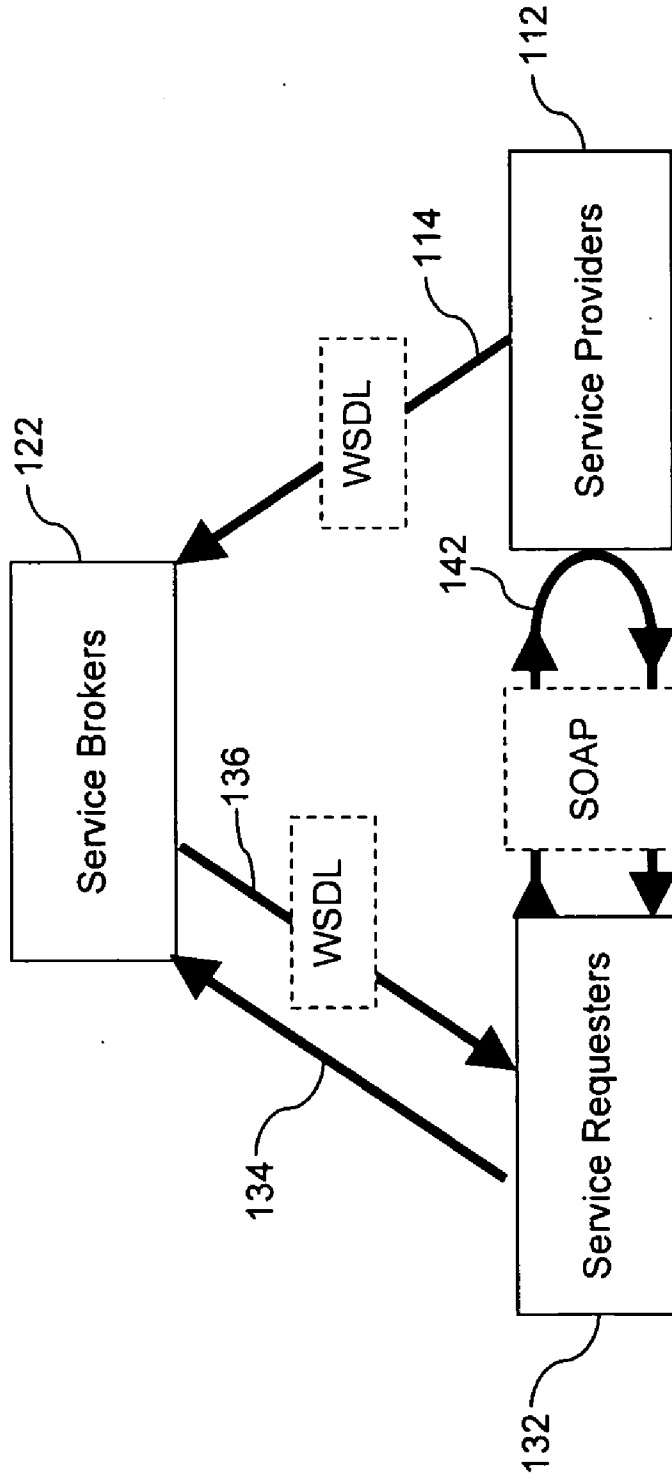 122
Service Brokers
136
WSDL
WSDL
114
134
142
112
SOAP
Service Requesters
Service Providers
132